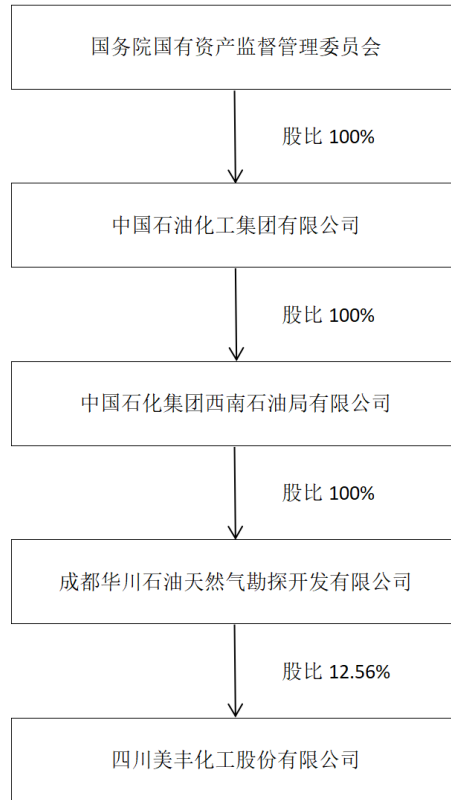 国务院国有资产监督管理委员会
股比 100%
中国石油化工集团有限公司
股比 100%
中国石化集团西南石油局有限公司
股比 100%
成都华川石油天然气勘探开发有限公司
股比 12.56%
四川美丰化工股份有限公司